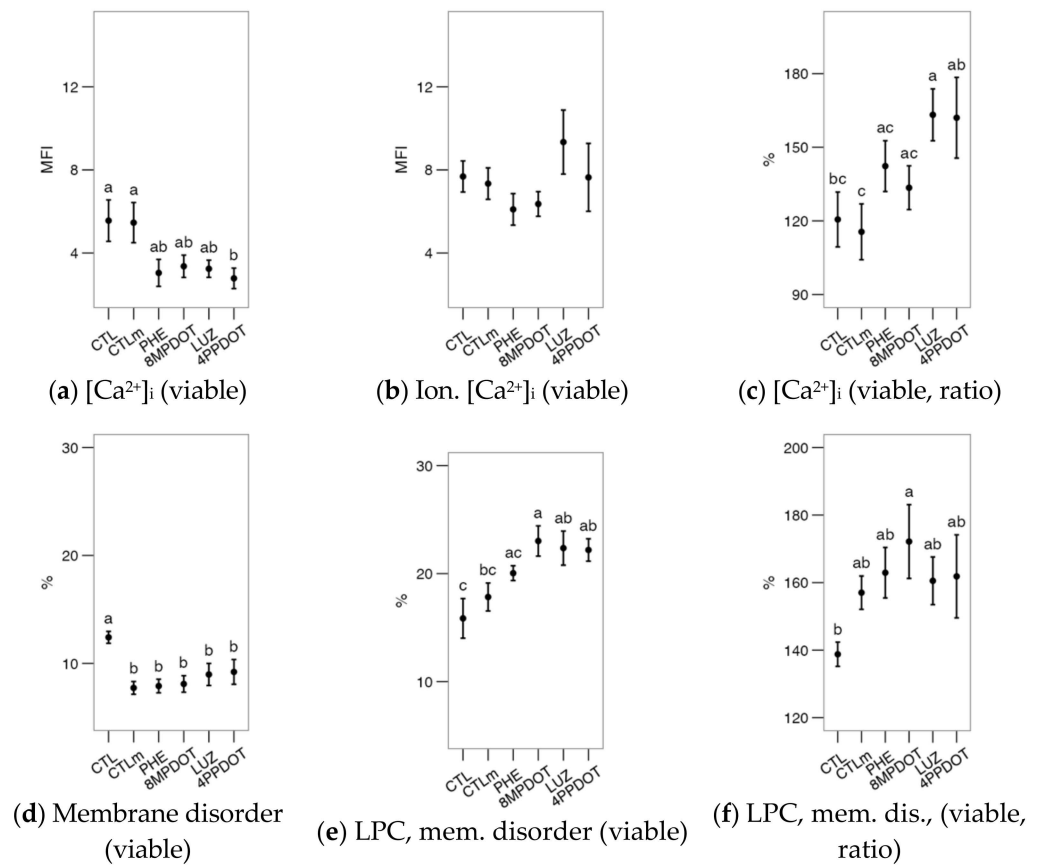 MFI
12
8
4
a
a
ab
ab
ab
b
CTL
CTLm
PHE
8MPDOT
LUZ
4PPDOT
(a) [Ca²⁺]i (viable)
MFI
12
8
4
CTL
CTLm
PHE
8MPDOT
LUZ
4PPDOT
(b) Ion. [Ca²⁺]i (viable)
%
180
150
120
90
bc
c
ac
ac
a
ab
CTL
CTLm
PHE
8MPDOT
LUZ
4PPDOT
(c) [Ca²⁺]i (viable, ratio)
%
30
20
10
a
b
b
b
b
b
CTL
CTLm
PHE
8MPDOT
LUZ
4PPDOT
(d) Membrane disorder
(viable)
%
30
20
10
c
bc
ac
a
ab
ab
CTL
CTLm
PHE
8MPDOT
LUZ
4PPDOT
(e) LPC, mem. disorder (viable)
%
200
180
160
140
120
b
ab
ab
a
ab
ab
CTL
CTLm
PHE
8MPDOT
LUZ
4PPDOT
(f) LPC, mem. dis., (viable,
ratio)